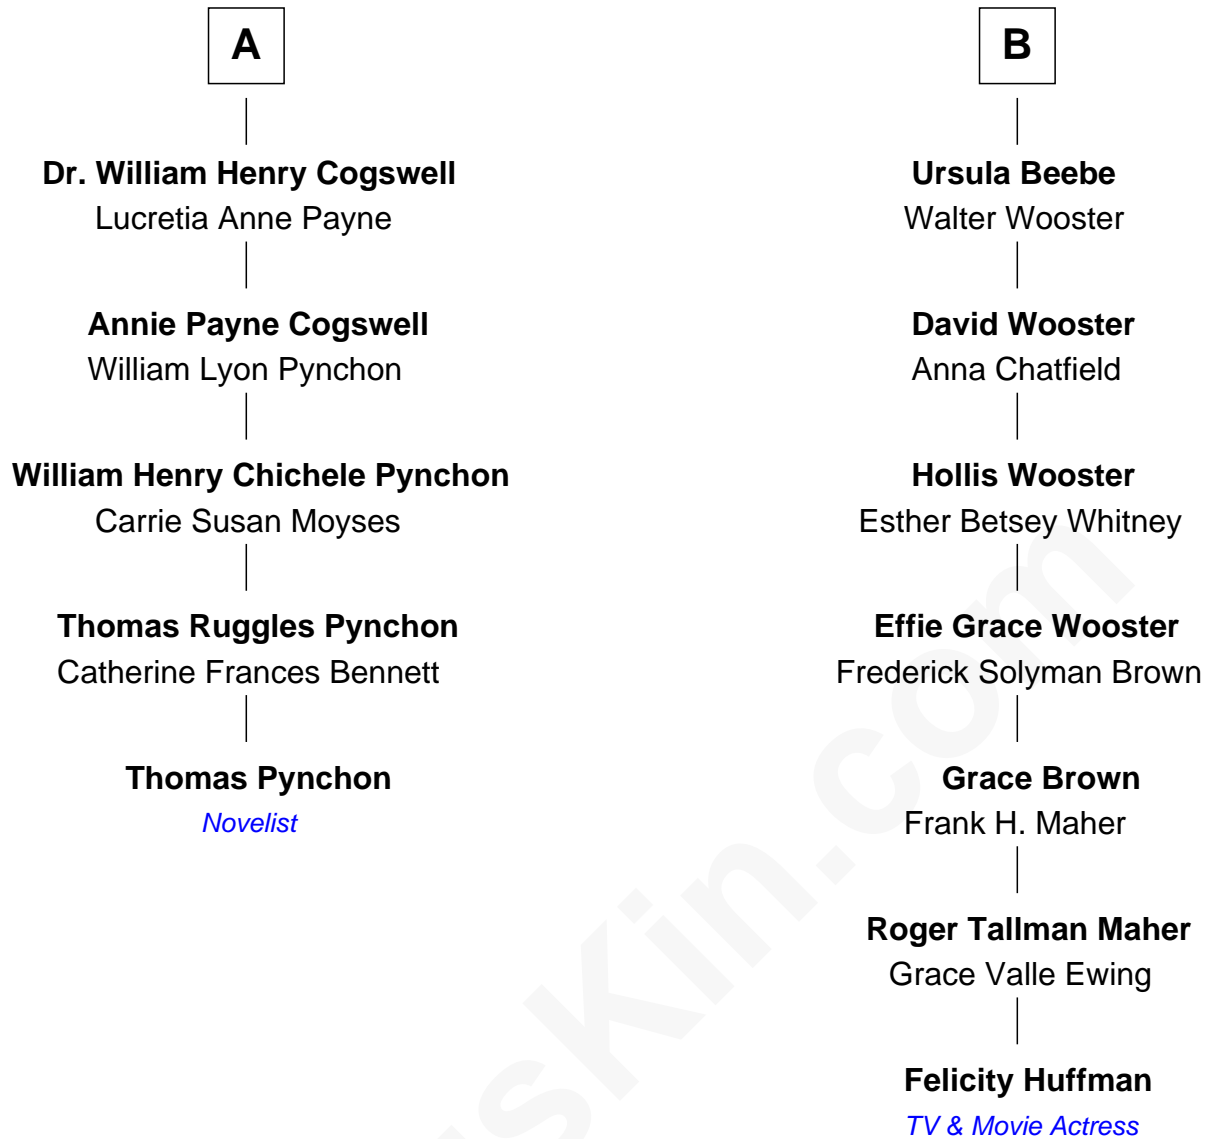 A
Dr. William Henry Cogswell
Lucretia Anne Payne
Annie Payne Cogswell
William Lyon Pynchon
William Henry Chichele Pynchon
Carrie Susan Moyses
Thomas Ruggles Pynchon
Catherine Frances Bennett
Thomas Pynchon
Novelist
B
Ursula Beebe
Walter Wooster
David Wooster
Anna Chatfield
Hollis Wooster
Esther Betsey Whitney
Effie Grace Wooster
Frederick Solyman Brown
Grace Brown
Frank H. Maher
Roger Tallman Maher
Grace Valle Ewing
Felicity Huffman
TV & Movie Actress
sKin.com